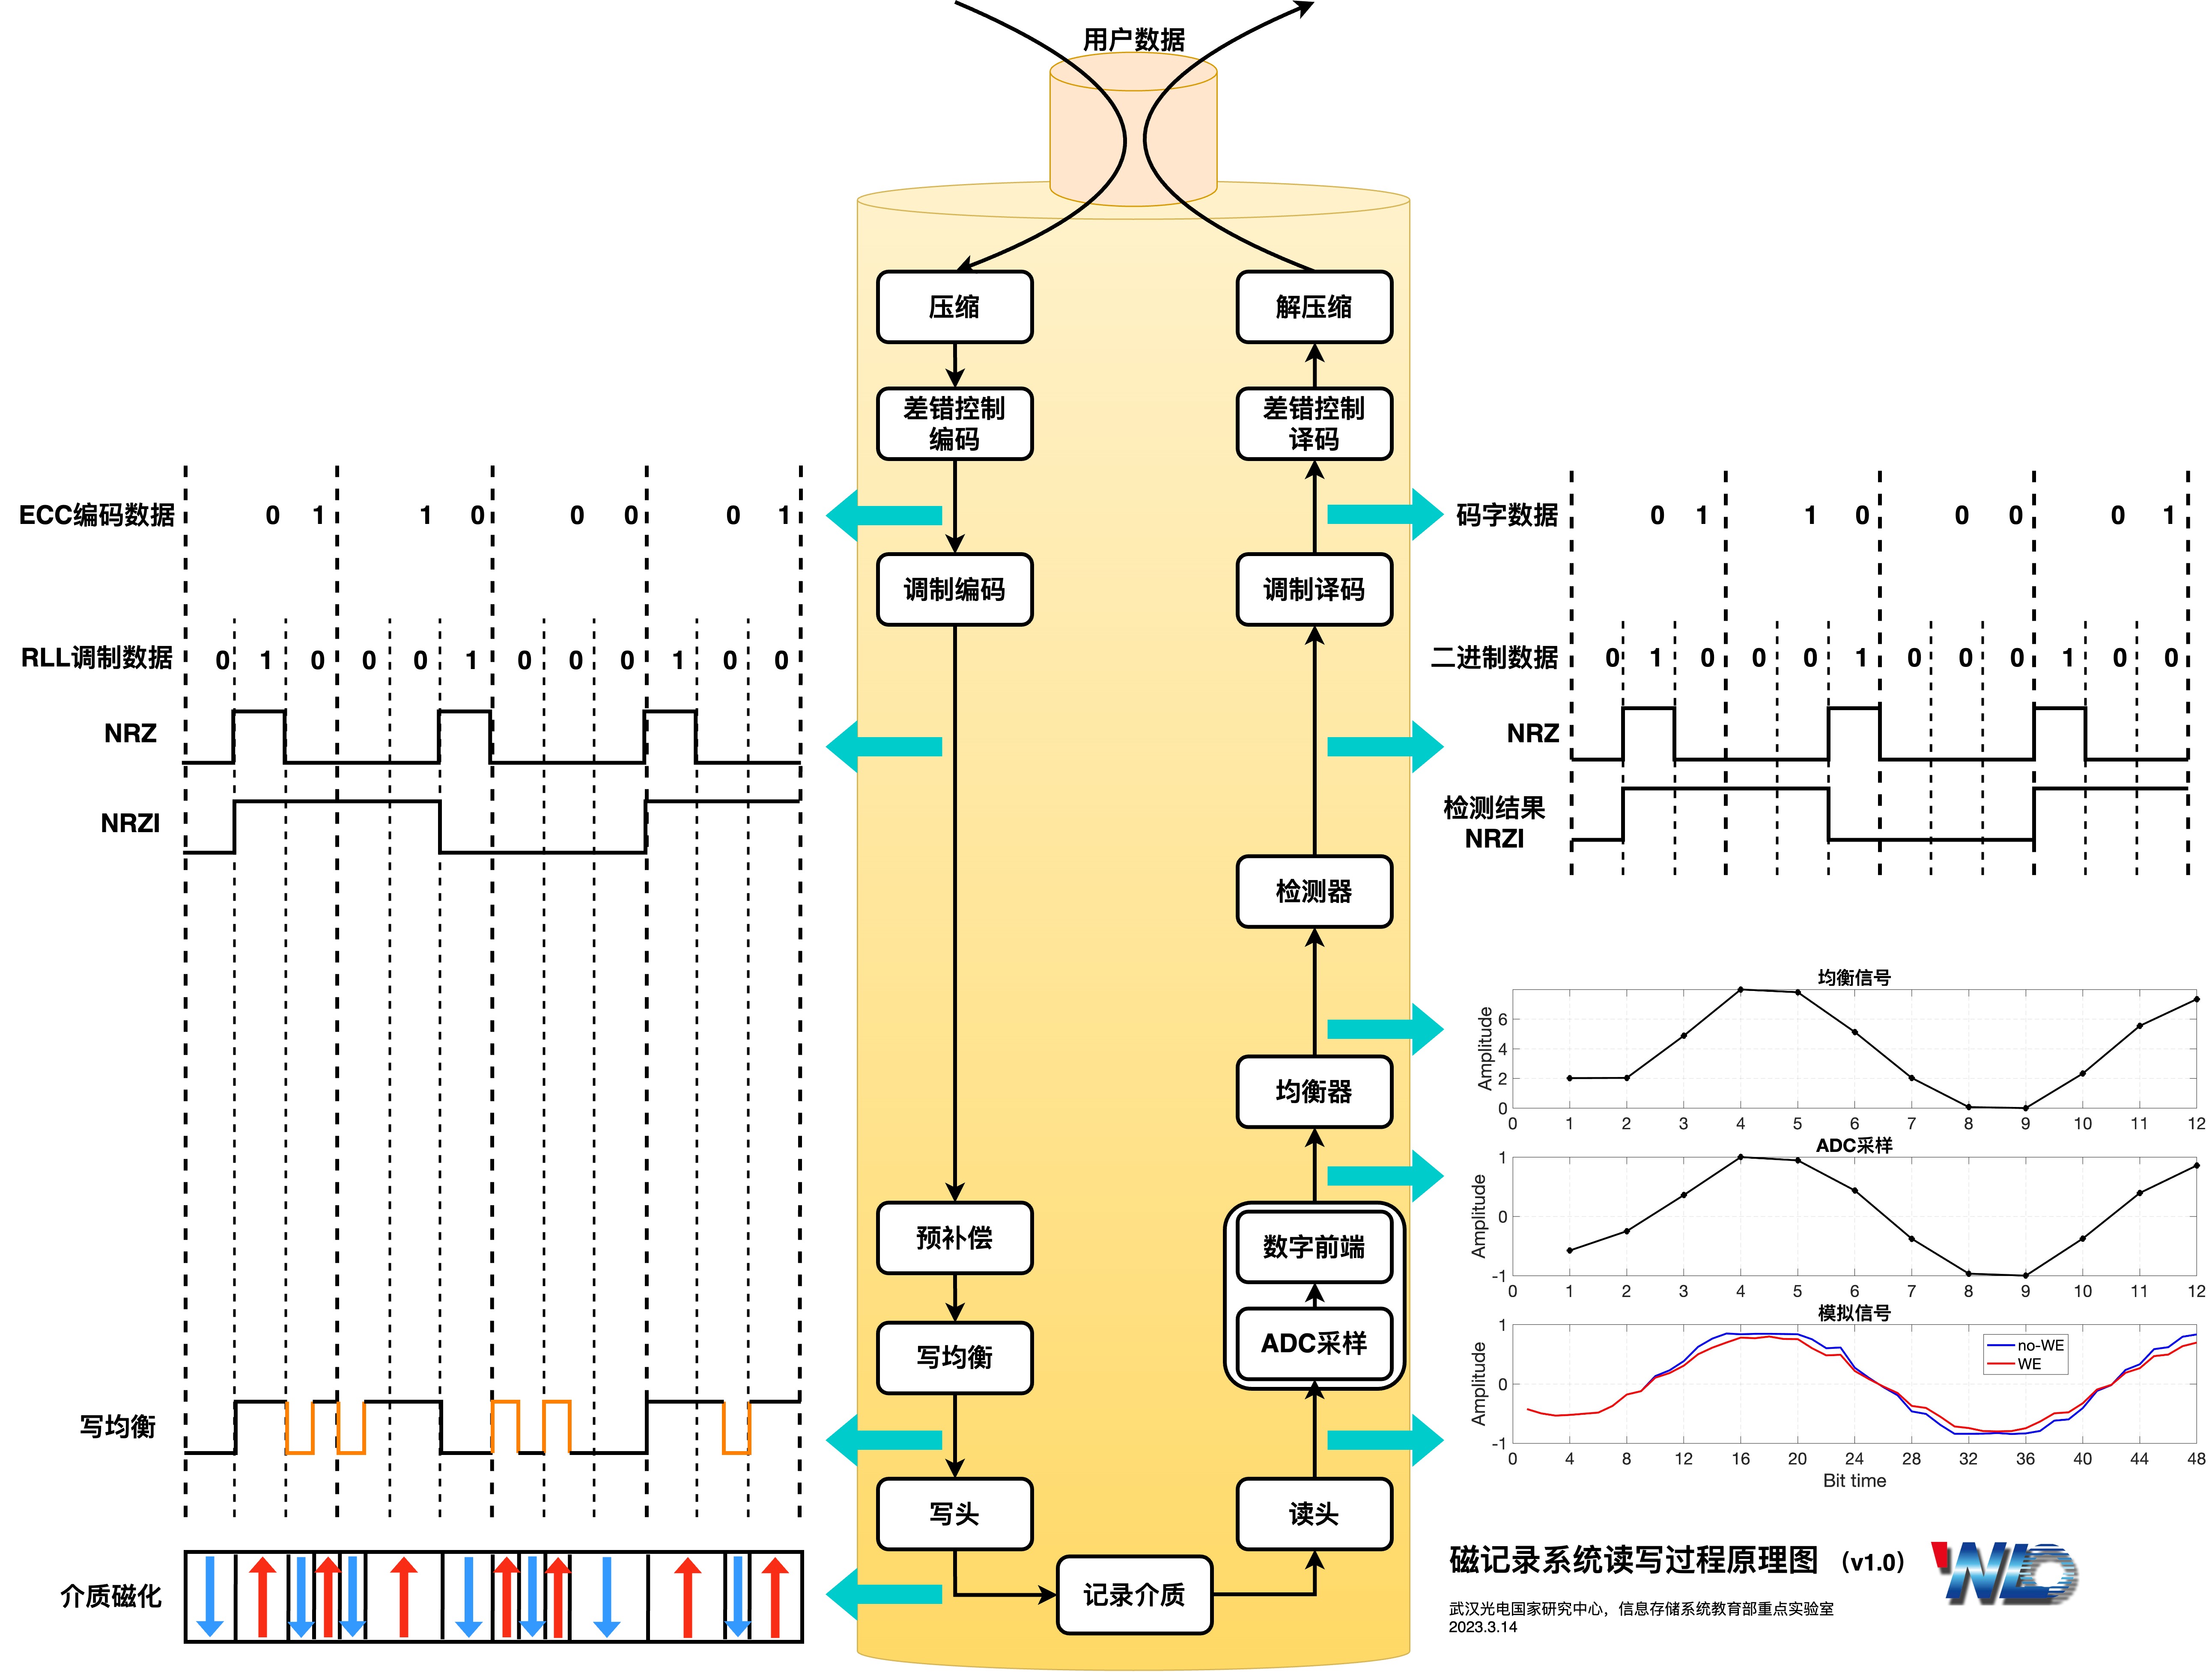 用户数据
压缩
差错控制
编码
调制编码
预补偿
写均衡
写头
记录介质
解压缩
差错控制
译码
调制译码
检测器
均衡器
数字前端
ADC采样
读头
ECC编码数据 0 1 1 0 0 0 0 1
RLL调制数据 0 1 0 0 0 1 0 0 0 1 0 0
NRZ
NRZI
写均衡
介质磁化
码字数据 0 1 1 0 0 0 0 1
二进制数据 0 1 0 0 0 1 0 0 0 1 0 0
NRZ
检测结果
NRZI
均衡信号
Amplitude
6
4
2
0
0 1 2 3 4 5 6 7 8 9 10 11 12
ADC采样
Amplitude
1
0
-1
0 1 2 3 4 5 6 7 8 9 10 11 12
模拟信号
Amplitude
1
0
-1
no-WE
WE
0 4 8 12 16 20 24 28 32 36 40 44 48
Bit time
磁记录系统读写过程原理图 （v1.0）
WNLO
武汉光电国家研究中心，信息存储系统教育部重点实验室
2023.3.14